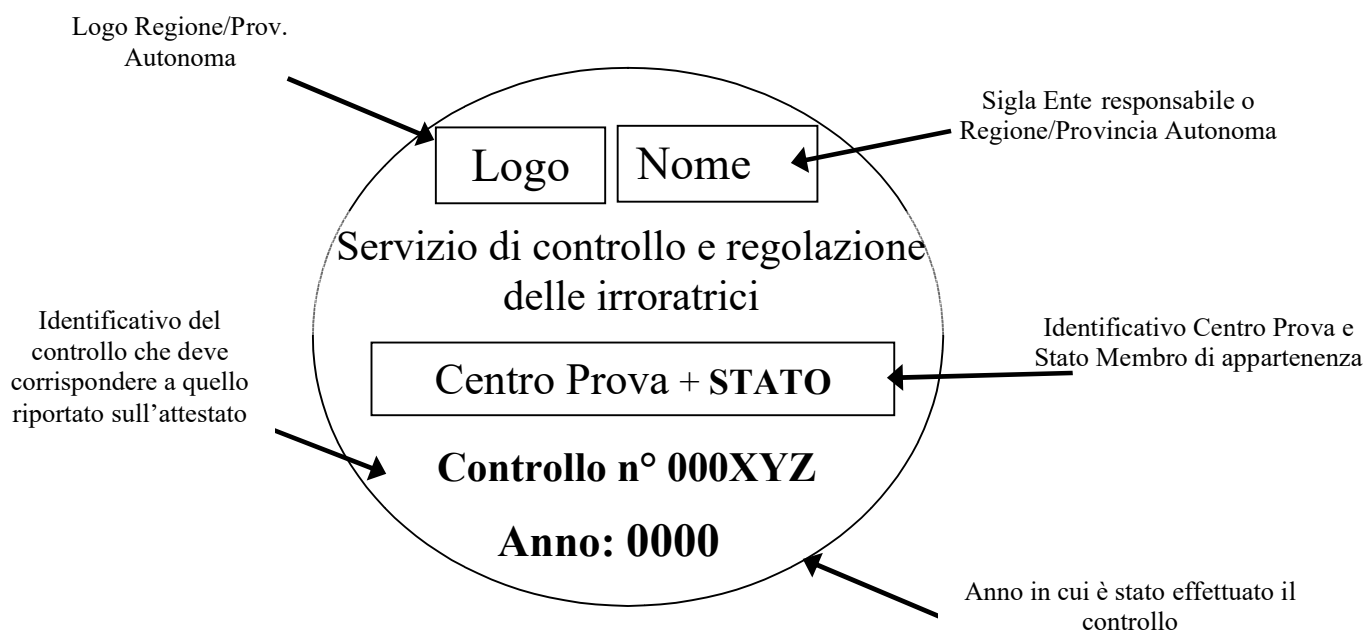 Logo Regione/Prov.
Autonoma
Sigla Ente responsabile o
Regione/Provincia Autonoma
Logo
Nome
Servizio di controllo e regolazione
delle irroratrici
Identificativo del
controllo che deve
corrispondere a quello
riportato sull’attestato
Identificativo Centro Prova e
Stato Membro di appartenenza
Centro Prova + STATO
Controllo n° 000XYZ
Anno: 0000
Anno in cui è stato effettuato il
controllo